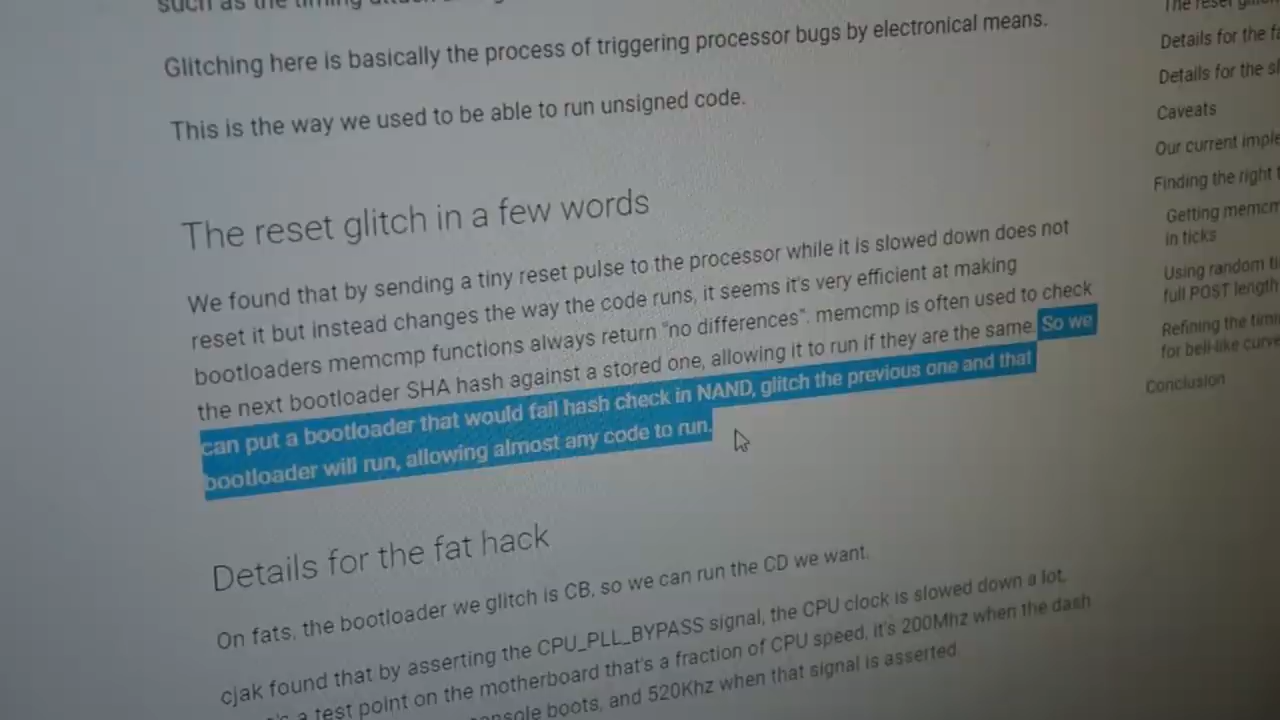 such as the timing attack
Glitching here is basically the process of triggering processor bugs by electronical means.
This is the way we used to be able to run unsigned code.
The reset glitch in a few words
We found that by sending a tiny reset pulse to the processor while it is slowed down does not
reset it but instead changes the way the code runs, it seems it's very efficient at making
bootloaders memcmp functions always return "no differences". memcmp is often used to check
the next bootloader SHA hash against a stored one, allowing it to run if they are the same. So we
can put a bootloader that would fail hash check in NAND, glitch the previous one and that
bootloader will run, allowing almost any code to run.
Details for the fat hack
On fats, the bootloader we glitch is CB, so we can run the CD we want.
cjak found that by asserting the CPU_PLL_BYPASS signal, the CPU clock is slowed down a lot,
a test point on the motherboard that's a fraction of CPU speed, it's 200Mhz when the dash
boots, and 520Khz when that signal is asserted
The reset
Details for the
Details for the
Caveats
Our current
Finding the right
Getting
in ticks
Using random
full POST length
Refining the
for bell-like
Conclusion